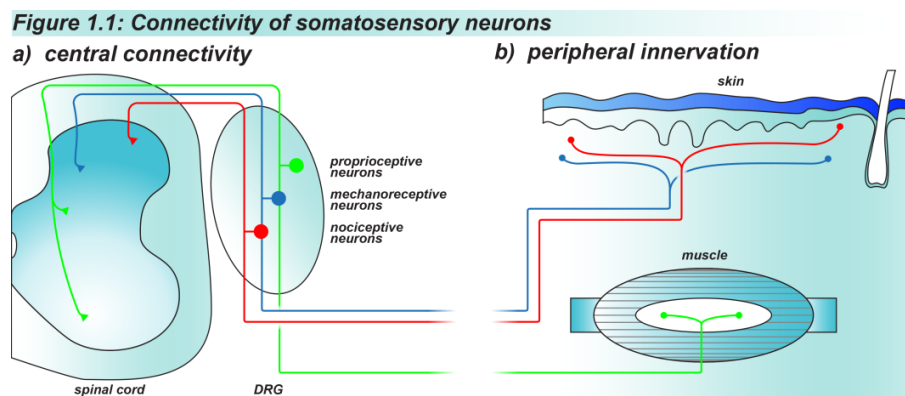 Figure 1.1: Connectivity of somatosensory neurons
a) central connectivity
b) peripheral innervation
skin
proprioceptive
neurons
mechanoreceptive
neurons
nociceptive
neurons
muscle
spinal cord
DRG